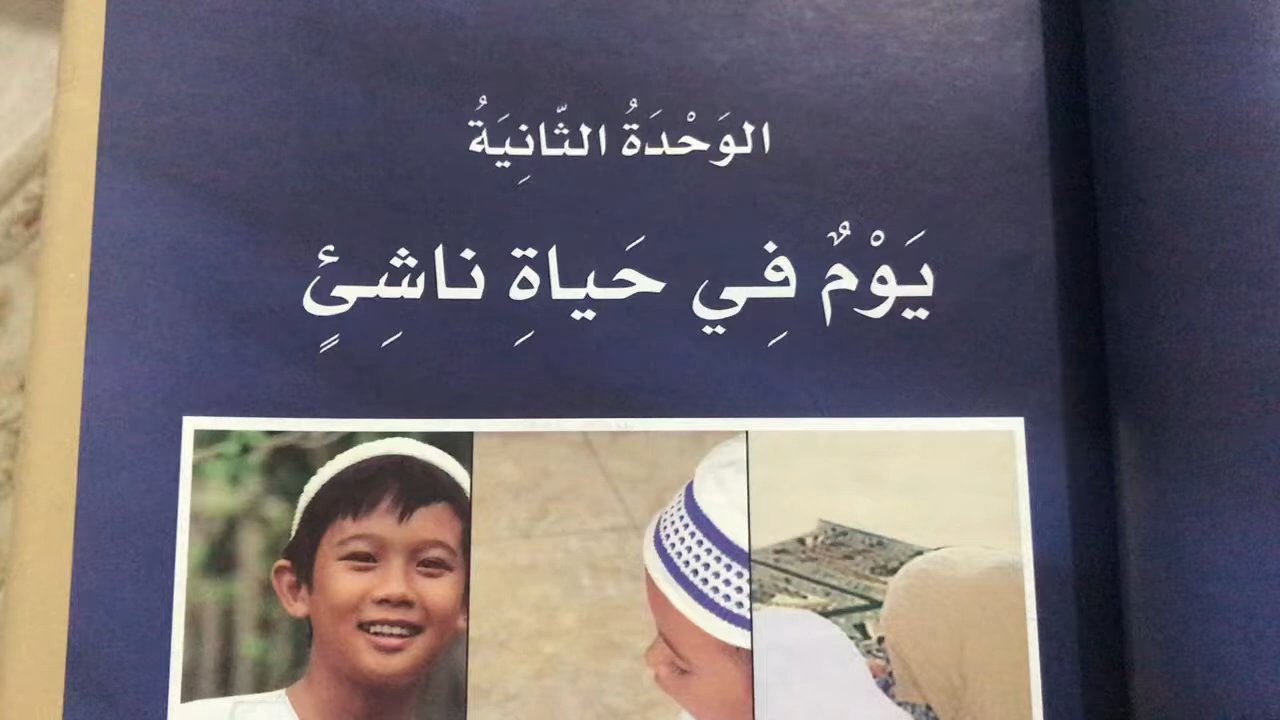 الوَحْدَةُ الثّانِيَةُ
يَوْمٌ فِي حَياةِ ناشِئٍ